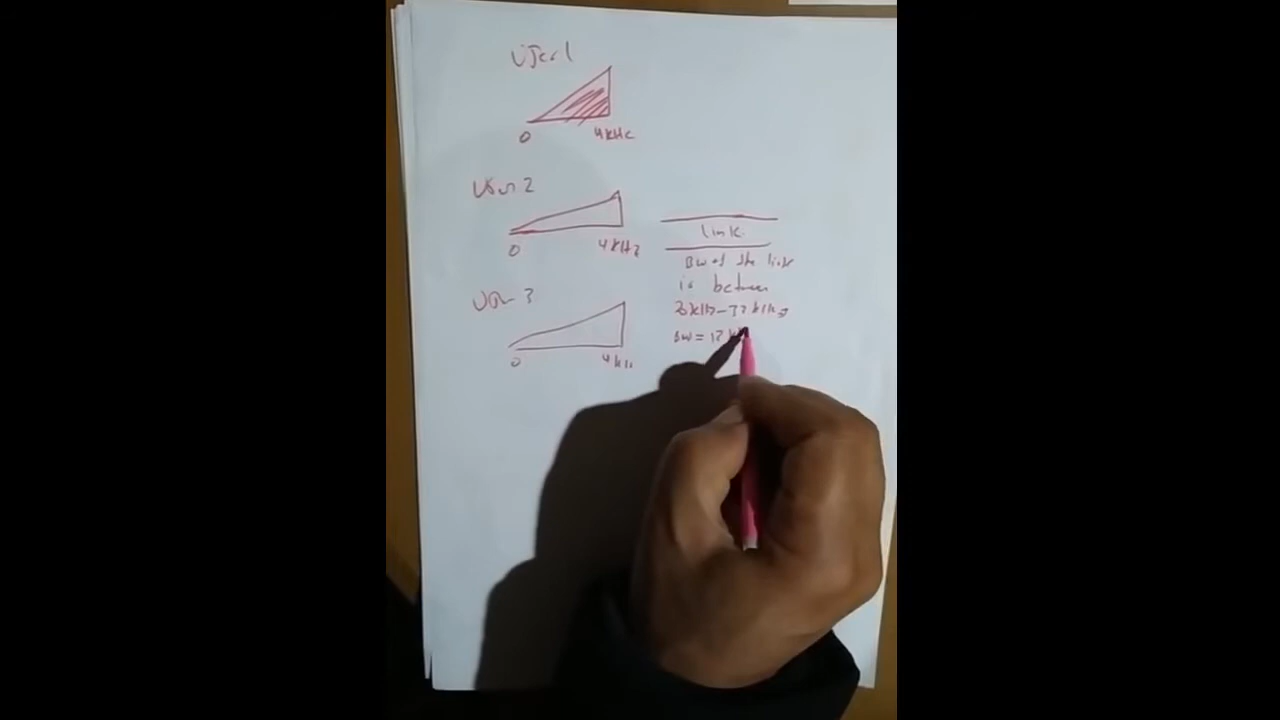 User 1
0 4kHz
User 2
0 4kHz
User 3
0 4kH
link
BW of the link
is between
20kHz-32kHz
BW = 12 k